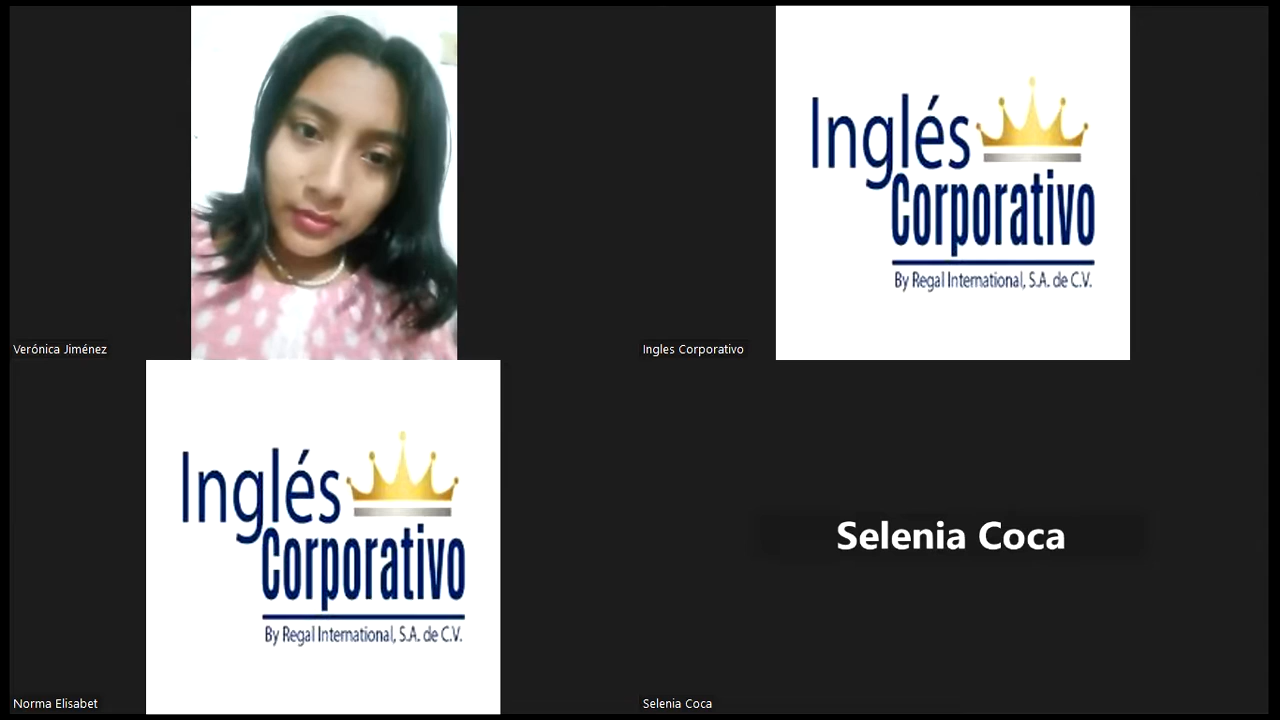 Inglés
Corporativo
By Regal International, S.A. de C.V.
Verónica Jiménez
Ingles Corporativo
Inglés
Corporativo
By Regal International, S.A. de C.V.
Selenia Coca
Norma Elisabet
Selenia Coca